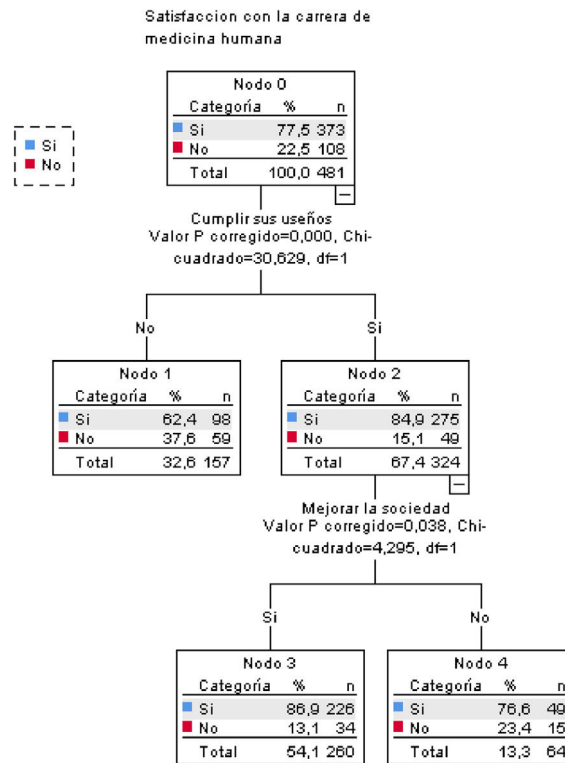 Satisfaccion con la carrera de
medicina humana
Si
No
Nodo 0
Categoría % n
Si 77,5 373
No 22,5 108
Total 100,0 481
Cumplir sus useños
Valor P corregido=0,000, Chi-
cuadrado=30,629, df=1
No
Si
Nodo 1
Categoría % n
Si 62,4 98
No 37,6 59
Total 32,6 157
Nodo 2
Categoría % n
Si 84,9 275
No 15,1 49
Total 67,4 324
Mejorar la sociedad
Valor P corregido=0,038, Chi-
cuadrado=4,295, df=1
Si
No
Nodo 3
Categoría % n
Si 86,9 226
No 13,1 34
Total 54,1 260
Nodo 4
Categoría % n
Si 76,6 49
No 23,4 15
Total 13,3 64